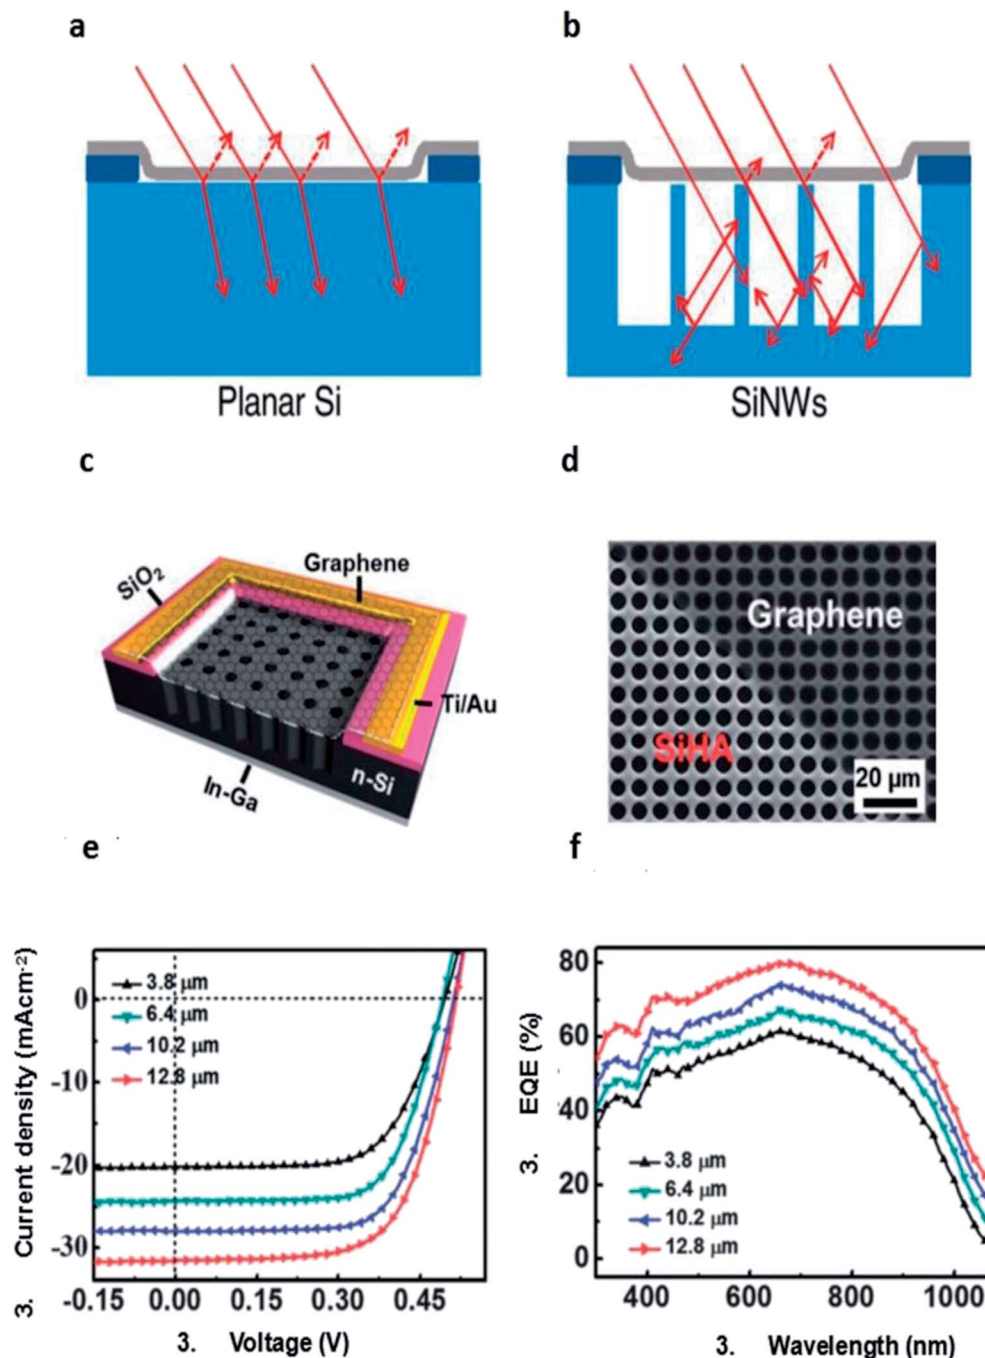 a
b
Planar Si
SiNWs
c
d
SiO2
Graphene
Ti/Au
n-Si
In-Ga
Graphene
SiHA
20 μm
e
f
3. Current density (mAcm-2)
0
-10
-20
-30
3.8 μm
6.4 μm
10.2 μm
12.8 μm
-0.15 0.00 0.15 0.30 0.45
3. Voltage (V)
3. EQE (%)
80
60
40
20
0
3.8 μm
6.4 μm
10.2 μm
12.8 μm
400 600 800 1000
3. Wavelength (nm)